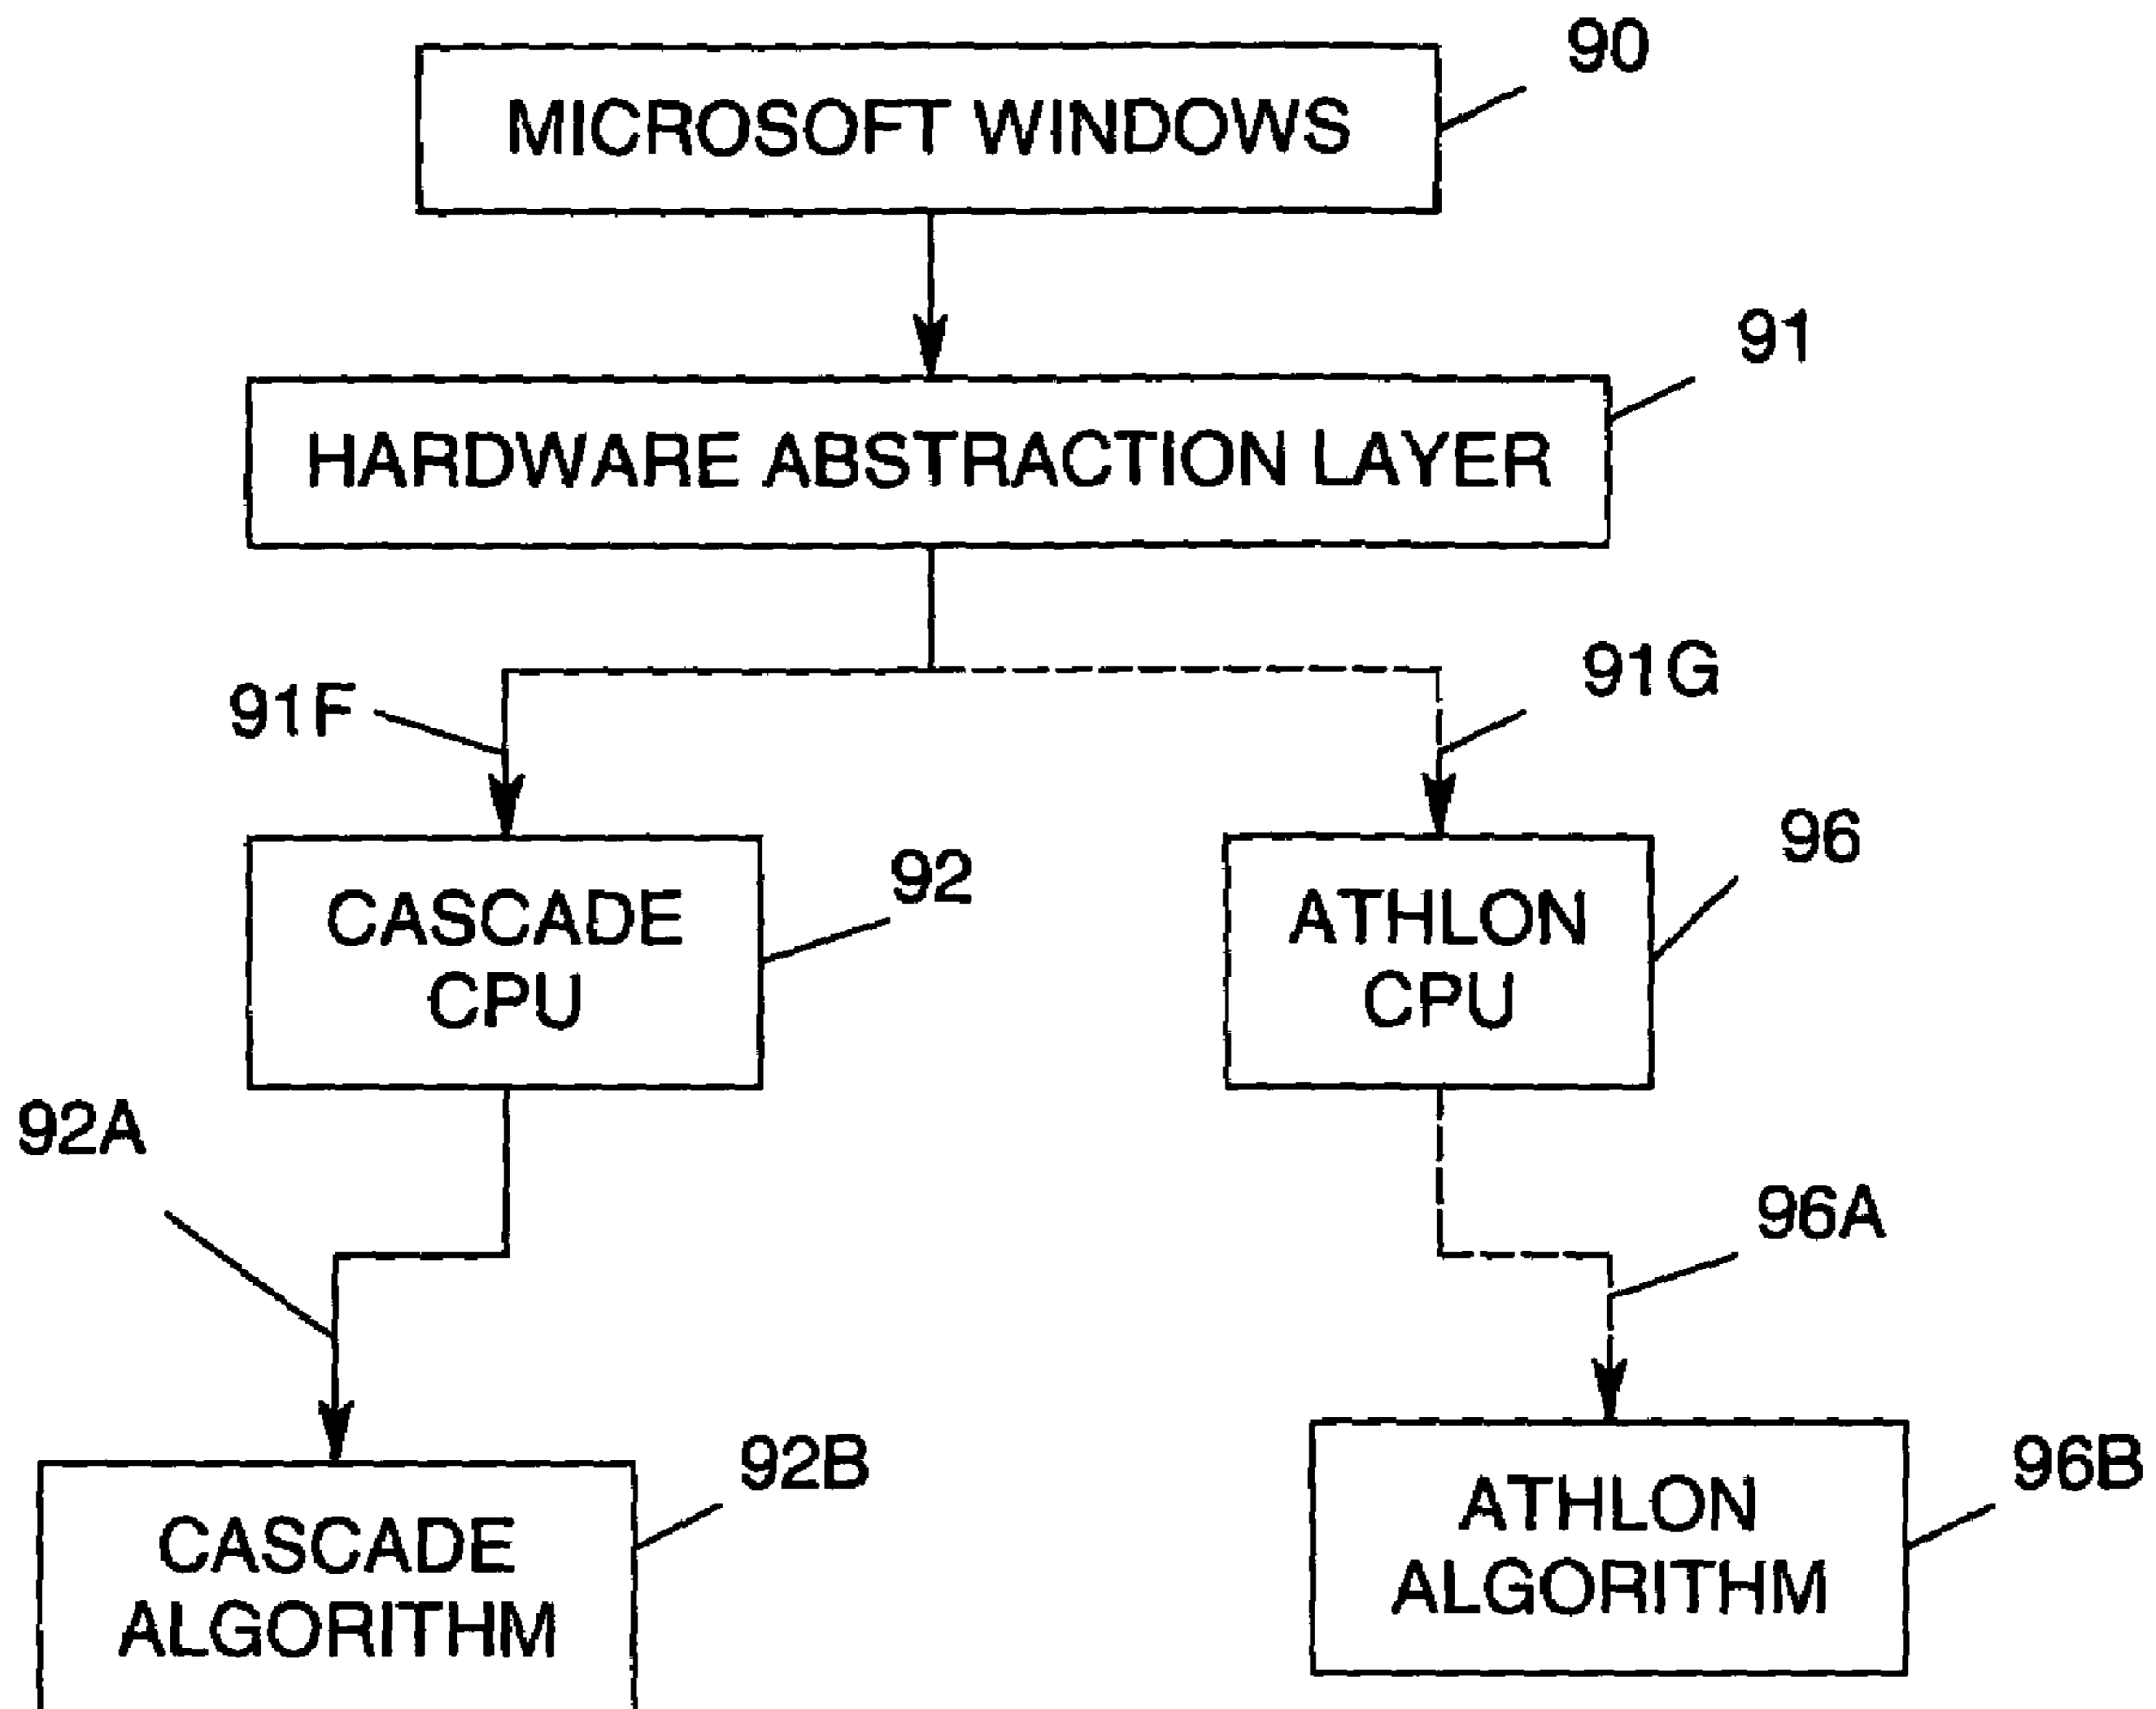 90
MICROSOFT WINDOWS
91
HARDWARE ABSTRACTION LAYER
91F
91G
92
96
CASCADE
CPU
ATHLON
CPU
92A
96A
92B
96B
CASCADE
ALGORITHM
ATHLON
ALGORITHM